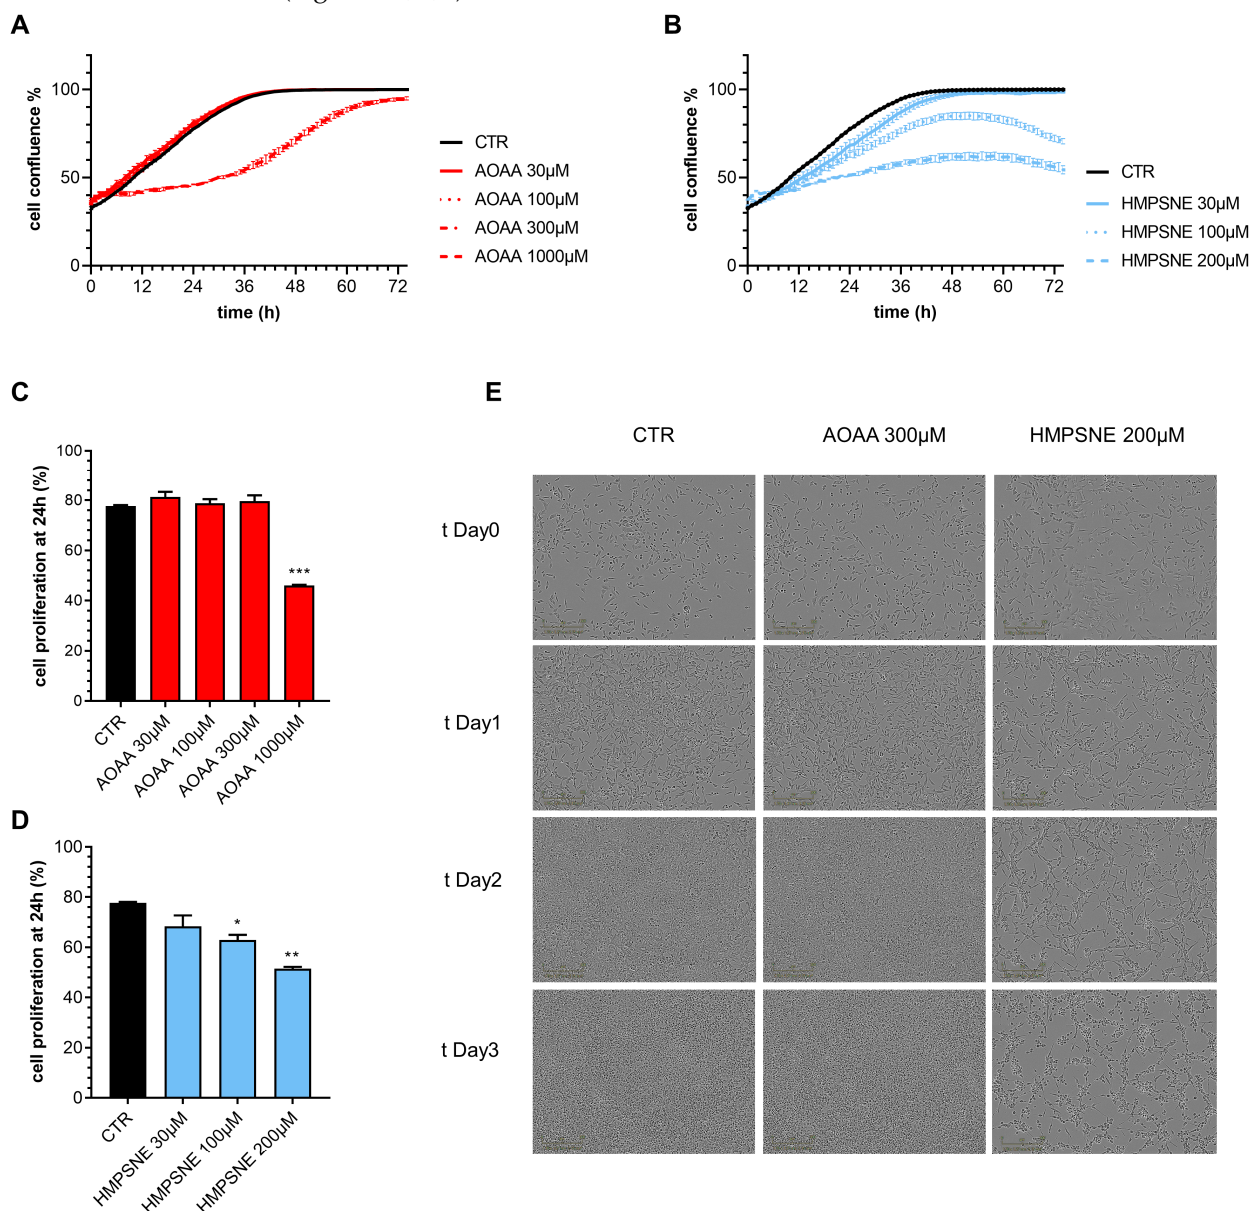 A
B
cell confluence %
100
50
0
0 12 24 36 48 60 72
time (h)
CTR
AOAA 30µM
AOAA 100µM
AOAA 300µM
AOAA 1000µM
cell confluence %
100
50
0
0 12 24 36 48 60 72
time (h)
CTR
HMPSNE 30µM
HMPSNE 100µM
HMPSNE 200µM
C
cell proliferation at 24h (%)
100
80
60
40
20
0
***
CTR
AOAA 30µM
AOAA 100µM
AOAA 300µM
AOAA 1000µM
D
cell proliferation at 24h (%)
100
80
60
40
20
0
*
**
CTR
HMPSNE 30µM
HMPSNE 100µM
HMPSNE 200µM
E
CTR AOAA 300µM HMPSNE 200µM
t Day0
t Day1
t Day2
t Day3